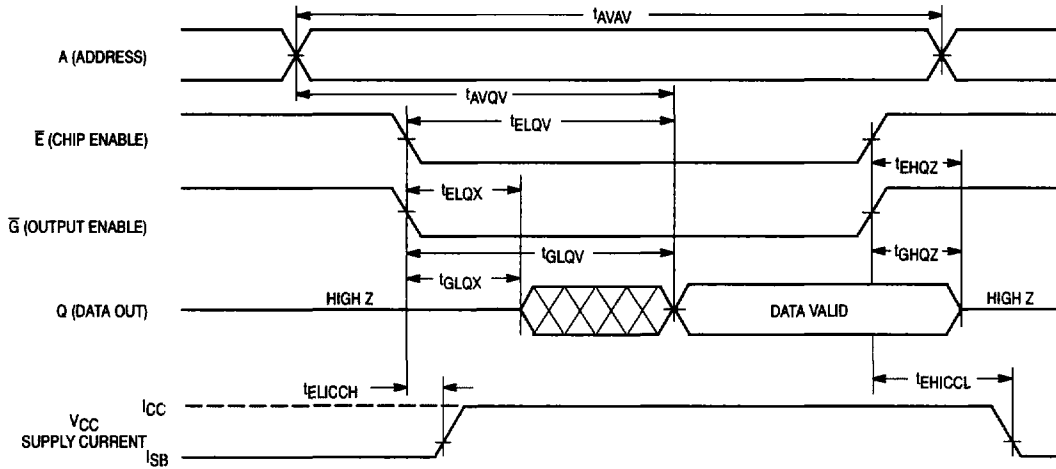 tAVAV
A (ADDRESS)
tAVQV
tELQV
E̅ (CHIP ENABLE)
tEHQZ
tELQX
G̅ (OUTPUT ENABLE)
tGLQV
tGHQZ
tGLQX
Q (DATA OUT)
HIGH Z
DATA VALID
HIGH Z
tELICCH
tEHICCL
ICC
VCC
SUPPLY CURRENT
ISB